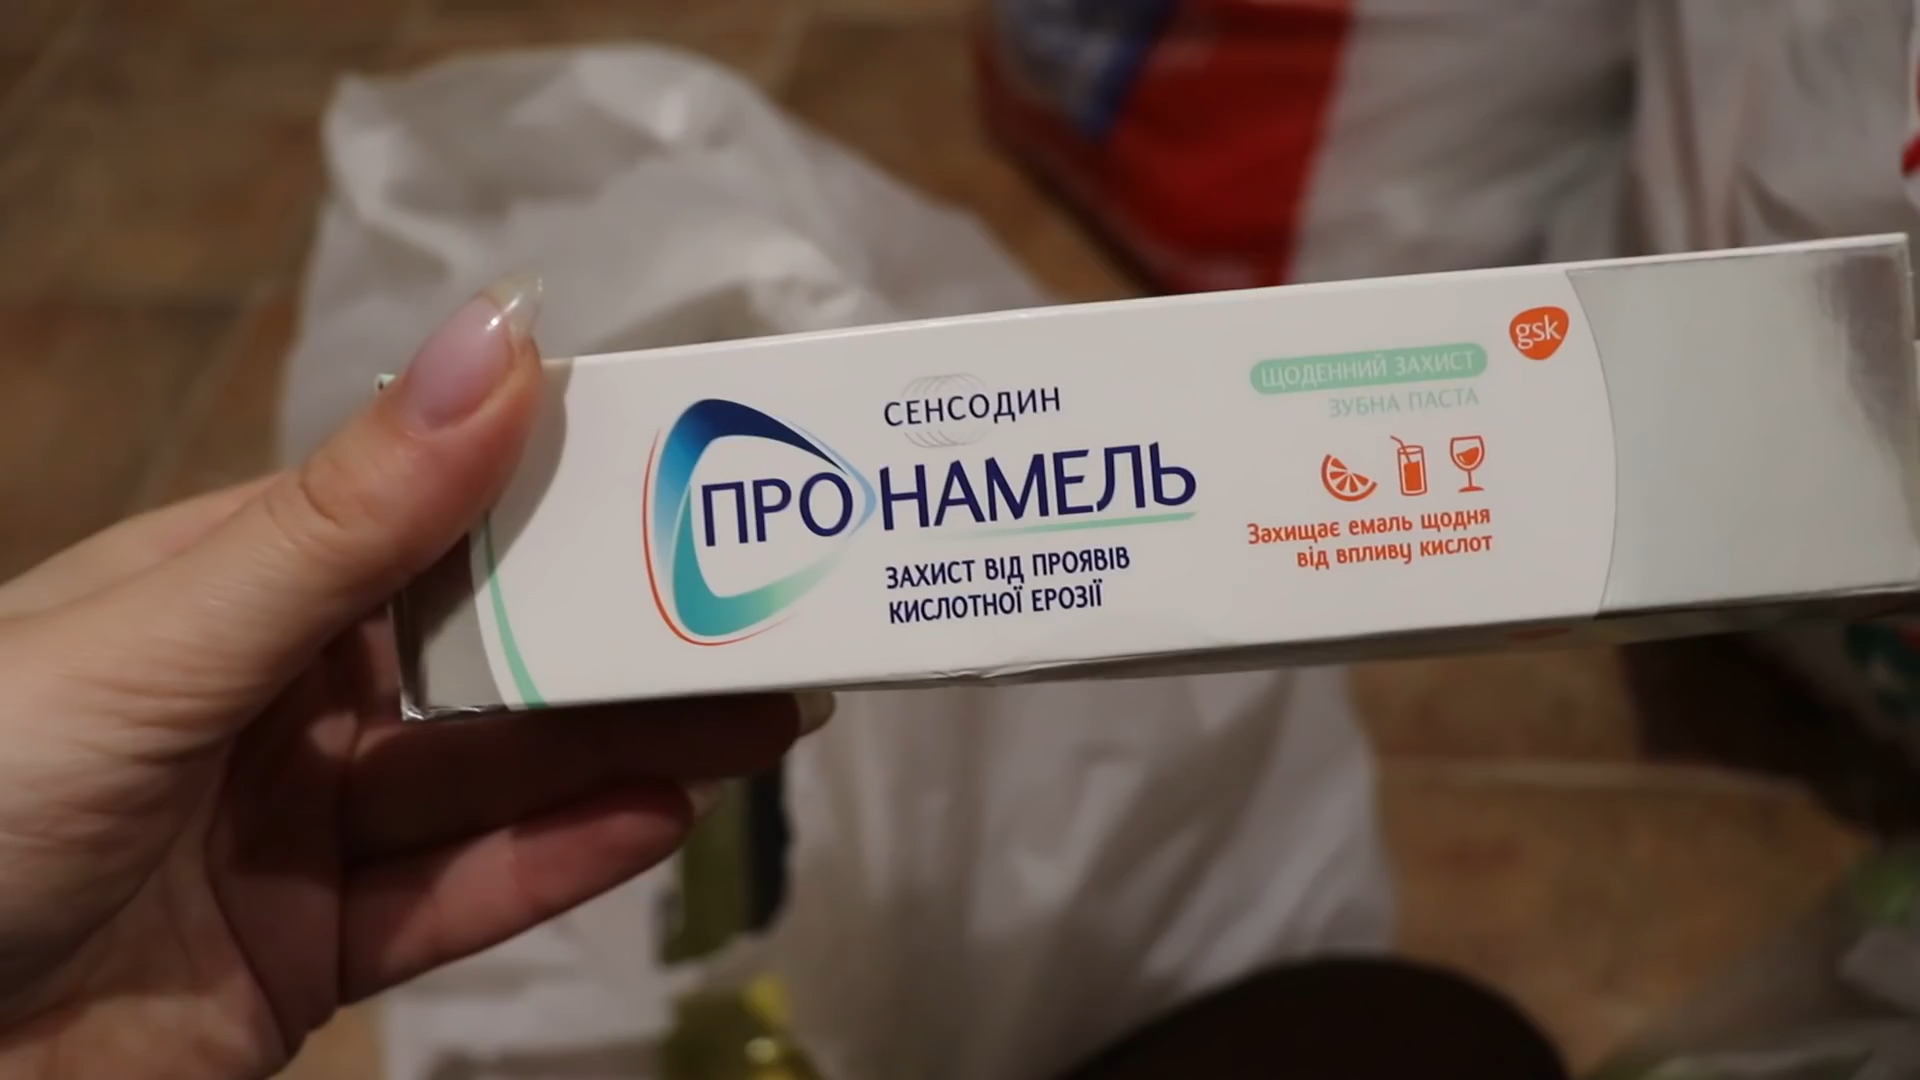 СЕНСОДИН
ПРОНАМЕЛЬ
ЗАХИСТ ВІД ПРОЯВІВ
КИСЛОТНОЇ ЕРОЗІЇ
gsk
ЩОДЕННИЙ ЗАХИСТ
ЗУБНА ПАСТА
Захищає емаль щодня
від впливу кислот